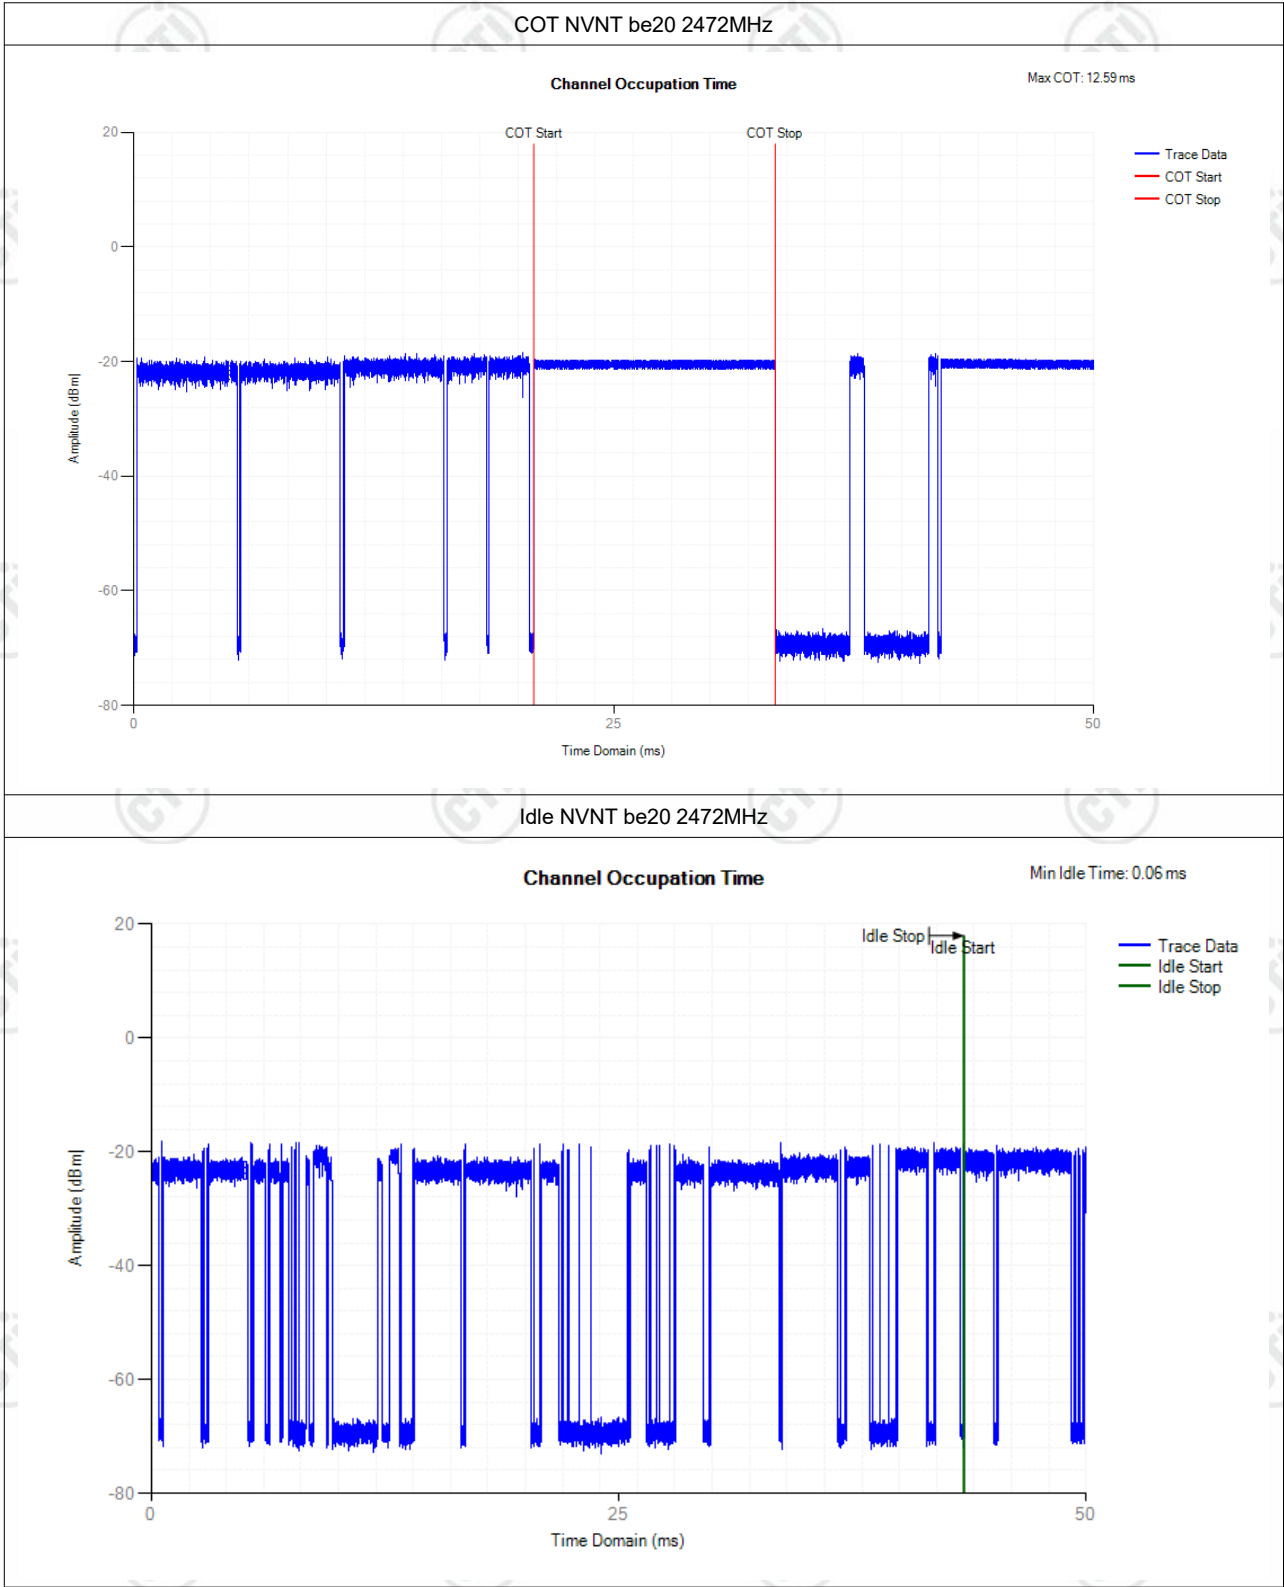 COT NVNT be20 2472MHz
Channel Occupation Time
Max COT: 12.59 ms
COT Start
COT Stop
20
0
-20
-40
-60
-80
Amplitude [dBm]
0
25
50
Time Domain (ms)
Trace Data
COT Start
COT Stop
Idle NVNT be20 2472MHz
Channel Occupation Time
Min Idle Time: 0.06 ms
Idle Stop
Idle Start
20
0
-20
-40
-60
-80
Amplitude [dBm]
0
25
50
Time Domain (ms)
Trace Data
Idle Start
Idle Stop